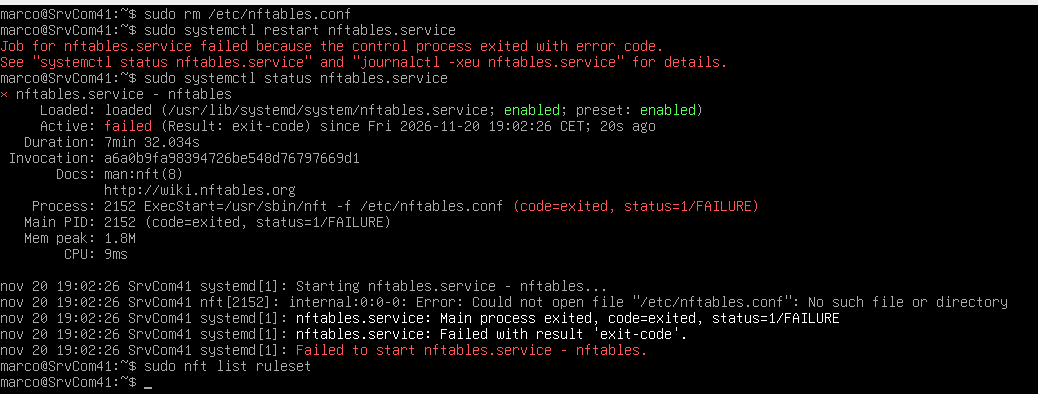 marco@SrvCom41:~$ sudo rm /etc/nftables.conf
marco@SrvCom41:~$ sudo systemctl restart nftables.service
Job for nftables.service failed because the control process exited with error code.
See "systemctl status nftables.service" and "journalctl -xeu nftables.service" for details.
marco@SrvCom41:~$ sudo systemctl status nftables.service
× nftables.service - nftables
     Loaded: loaded (/usr/lib/systemd/system/nftables.service; enabled; preset: enabled)
     Active: failed (Result: exit-code) since Fri 2026-11-20 19:02:26 CET; 20s ago
   Duration: 7min 32.034s
 Invocation: a6a0b9fa98394726be548d76797669d1
       Docs: man:nft(8)
             http://wiki.nftables.org
    Process: 2152 ExecStart=/usr/sbin/nft -f /etc/nftables.conf (code=exited, status=1/FAILURE)
   Main PID: 2152 (code=exited, status=1/FAILURE)
   Mem peak: 1.8M
        CPU: 9ms

nov 20 19:02:26 SrvCom41 systemd[1]: Starting nftables.service - nftables...
nov 20 19:02:26 SrvCom41 nft[2152]: internal:0:0-0: Error: Could not open file "/etc/nftables.conf": No such file or directory
nov 20 19:02:26 SrvCom41 systemd[1]: nftables.service: Main process exited, code=exited, status=1/FAILURE
nov 20 19:02:26 SrvCom41 systemd[1]: nftables.service: Failed with result 'exit-code'.
nov 20 19:02:26 SrvCom41 systemd[1]: Failed to start nftables.service - nftables.
marco@SrvCom41:~$ sudo nft list ruleset
marco@SrvCom41:~$ _